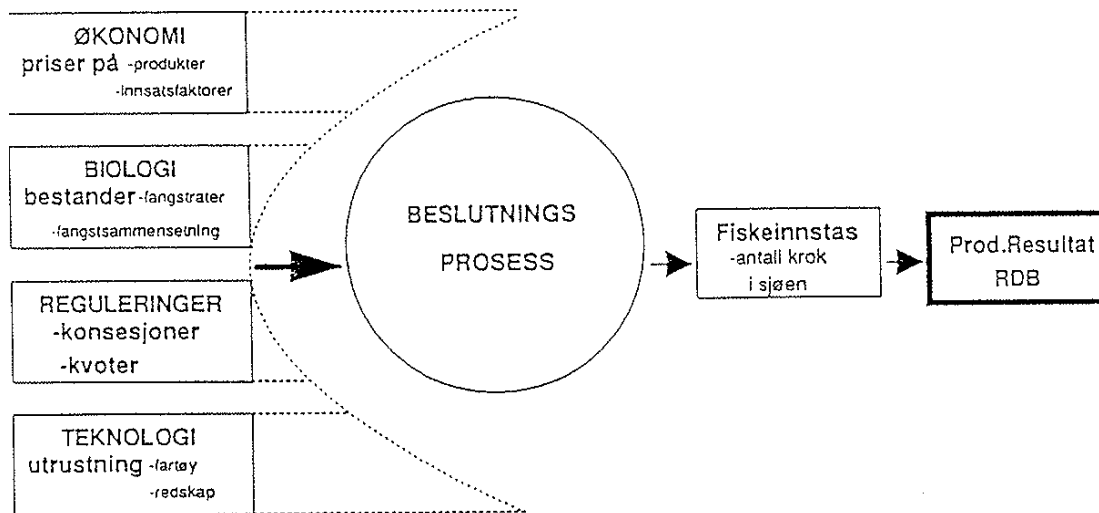 ØKONOMI
priser på -produkter
-innsatsfaktorer
BIOLOGI
bestander -fangstrater
-fangstsammensetning
REGULERINGER
-konsesjoner
-kvoter
TEKNOLOGI
utrustning -fartøy
-redskap
BESLUTNINGS
PROSESS
Fiskeinnstas
-antall krok
i sjøen
Prod.Resultat
RDB